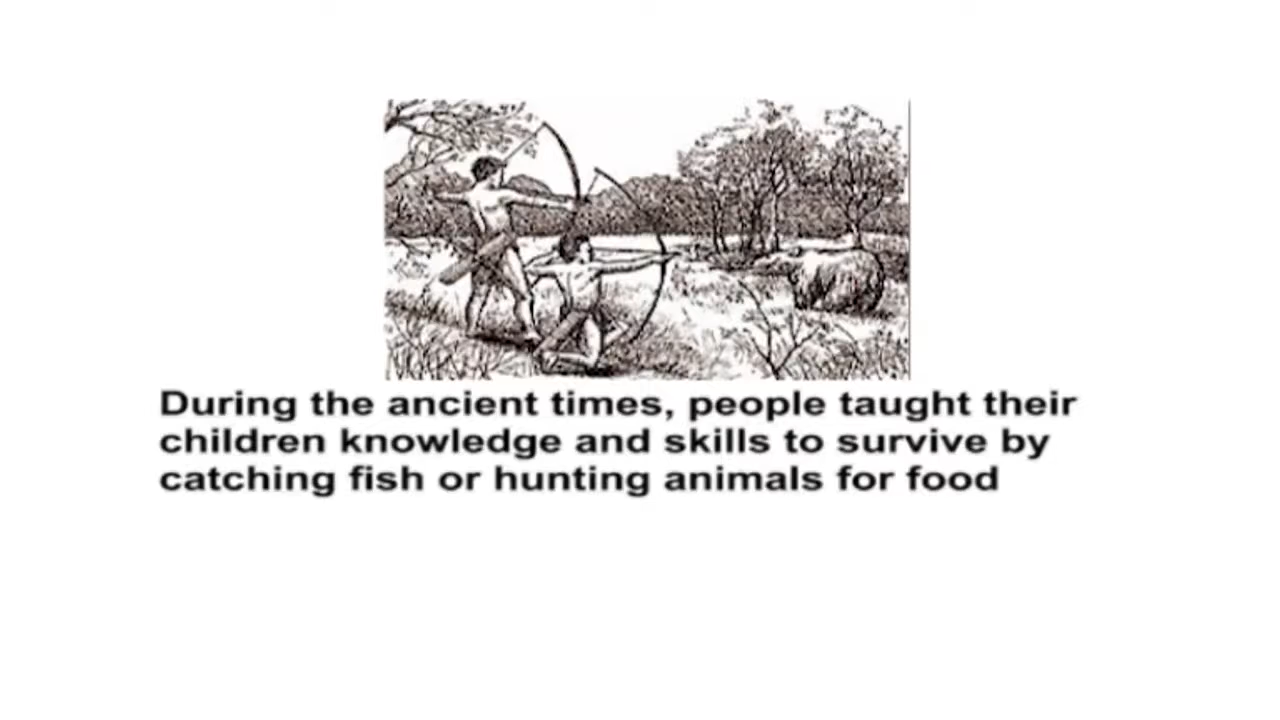 During the ancient times, people taught their
children knowledge and skills to survive by
catching fish or hunting animals for food